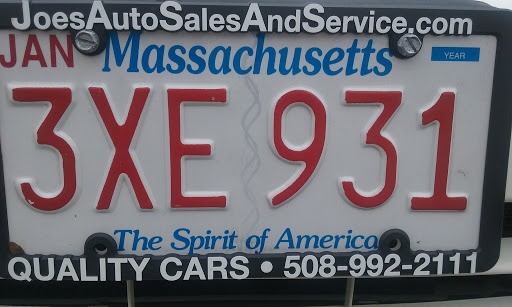 JoesAutoSalesAndService.com
JAN Massachusetts YEAR
3XE 931
The Spirit of America
QUALITY CARS • 508-992-2111